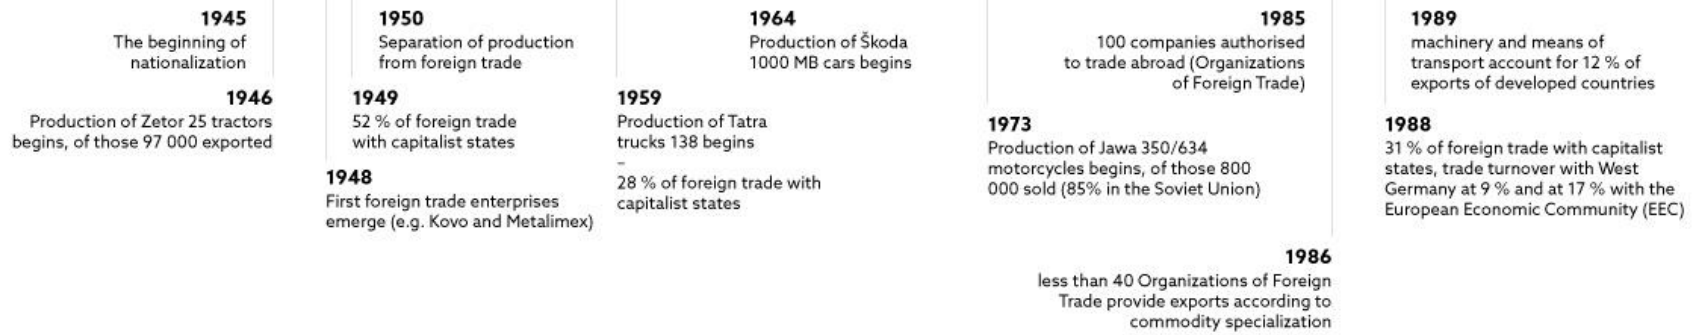 1945
The beginning of
nationalization
1946
Production of Zetor 25 tractors
begins, of those 97 000 exported
1950
Separation of production
from foreign trade
1949
52 % of foreign trade
with capitalist states
1948
First foreign trade enterprises
emerge (e.g. Kovo and Metalimex)
1964
Production of Škoda
1000 MB cars begins
1959
Production of Tatra
trucks 138 begins
–
28 % of foreign trade with
capitalist states
1985
100 companies authorised
to trade abroad (Organizations
of Foreign Trade)
1973
Production of Jawa 350/634
motorcycles begins, of those 800
000 sold (85% in the Soviet Union)
1986
less than 40 Organizations of Foreign
Trade provide exports according to
commodity specialization
1989
machinery and means of
transport account for 12 % of
exports of developed countries
1988
31 % of foreign trade with capitalist
states, trade turnover with West
Germany at 9 % and at 17 % with the
European Economic Community (EEC)